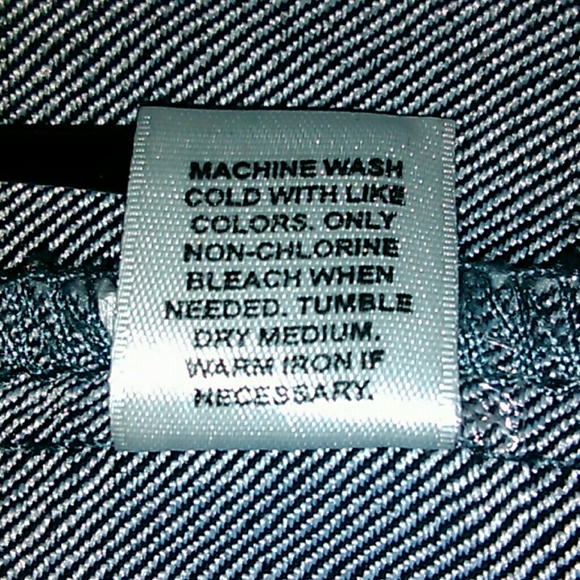 MACHINE WASH
COLD WITH LIKE
COLORS. ONLY
NON-CHLORINE
BLEACH WHEN
NEEDED. TUMBLE
DRY MEDIUM.
WARM IRON IF
NECESSARY.